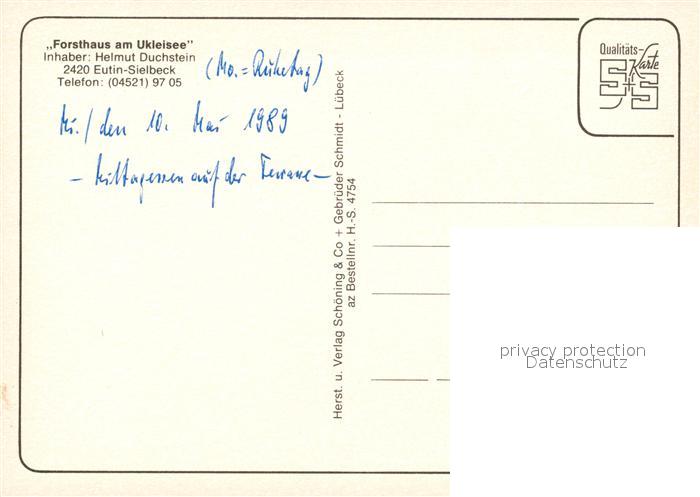 „Forsthaus am Ukleisee"
Inhaber: Helmut Duchstein
2420 Eutin-Sielbeck
Telefon: (04521) 97 05
(Mo.=Ruhetag)
Mi./ den 10. Mai 1989
- Mittagessen auf der Terrasse -
Herst. u. Verlag Schöning & Co + Gebrüder Schmidt - Lübeck
az Bestellnr. H.-S. 4754
Qualitäts-
Karte
S+S
privacy protection
Datenschutz